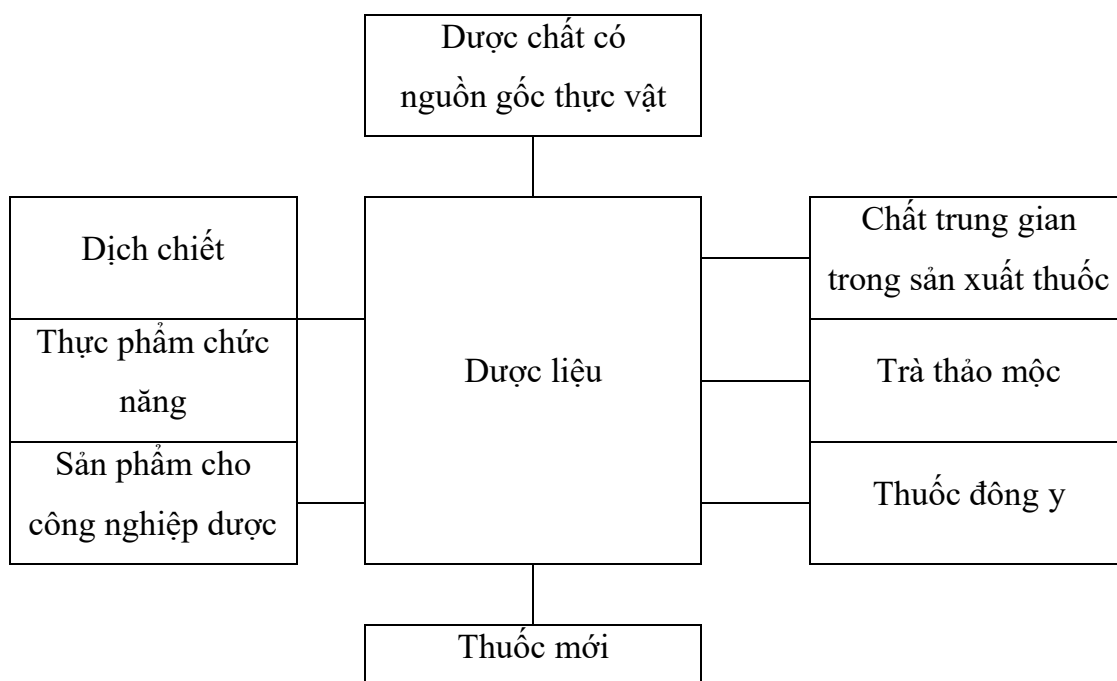 Dược chất có
nguồn gốc thực vật
Dịch chiết
Thực phẩm chức
năng
Sản phẩm cho
công nghiệp dược
Dược liệu
Chất trung gian
trong sản xuất thuốc
Trà thảo mộc
Thuốc đông y
Thuốc mới